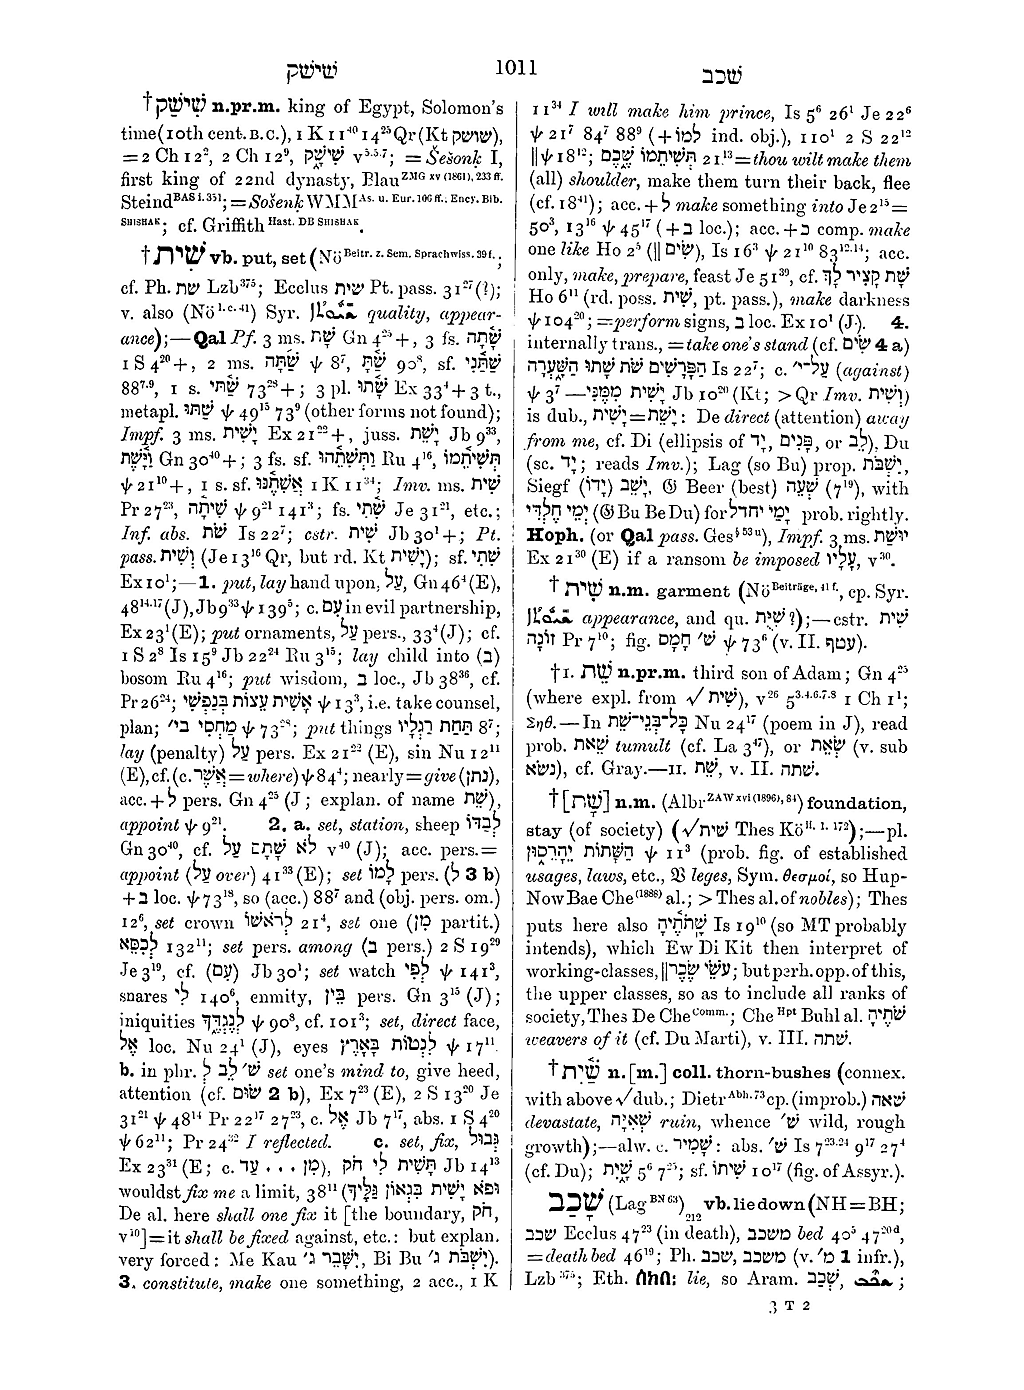 שישק 1011 שכב
†שִׁישַׁק n.pr.m. king of Egypt, Solomon's
time (10th cent. B.C.), 1 K 11⁴⁰ 14²⁵ Qr (Kt שושק),
= 2 Ch 12², 2 Ch 12⁹, שִׁישָׁק v⁵·⁵·⁷; = Šešonḳ I,
first king of 22nd dynasty, Blau ZMG xv (1861), 233 ff.
Steind BAS i. 351; = Šošenḳ WMM As. u. Eur. 166 ff.; Ency. Bib.
SHISHAK; cf. Griffith Hast. DB SHISHAK.
†שִׁית vb. put, set (Nö Beitr. z. Sem. Sprachwiss. 39 f.;
cf. Ph. שת Lzb³⁷⁵; Ecclus שית Pt. pass. 31²⁷(?);
v. also (Nö l.c. 41) Syr. quality, appear-
ance);—Qal Pf. 3 ms. שָׁת Gn 4²⁵ +, 3 fs. שָׁ֫תָה
1 S 4²⁰ +, 2 ms. שַׁ֫תָּה ψ 8⁷, שַׁתָּ 90⁸, sf. שַׁתַּ֫נִי
88⁷·⁹, 1 s. שַׁתִּי 73²⁸ +; 3 pl. שָׁ֫תוּ Ex 33⁴ + 3 t.,
metapl. שַׁתּוּ ψ 49¹⁵ 73⁹ (other forms not found);
Impf. 3 ms. יָשִׁית Ex 21²² +, juss. יָשֵׁת Jb 9³³,
וַיָּ֫שֶׁת Gn 30⁴⁰ +; 3 fs. sf. וַתְּשִׁתֵ֫הוּ Ru 4¹⁶, תְּשִׁיתֵ֫מוֹ
ψ 21¹⁰ +, 1 s. sf. אֲשִׁתֶ֫נּוּ 1 K 11³⁴; Imv. ms. שִׁית
Pr 27²³, שִׁ֫יתָה ψ 9²¹ 141³; fs. שִׁ֫תִי Je 31²¹, etc.;
Inf. abs. שֹׁת Is 22⁷; cstr. שִׁית Jb 30¹ +; Pt.
pass. וְשִׁית (Je 13¹⁶ Qr, but rd. Kt יָשִׁית); sf. שִׁתִי
Ex 10¹;—1. put, lay hand upon, עַל, Gn 46⁴ (E),
48¹⁴·¹⁷ (J), Jb 9³³ ψ 139⁵; c. עִם in evil partnership,
Ex 23¹ (E); put ornaments, עַל pers., 33⁴ (J); cf.
1 S 2⁸ Is 15⁹ Jb 22²⁴ Ru 3¹⁵; lay child into (ב)
bosom Ru 4¹⁶; put wisdom, ב loc., Jb 38³⁶, cf.
Pr 26²⁴; אָשִׁית עֵצוֹת בְּנַפְשִׁי ψ 13³, i.e. take counsel,
plan; מַחְסִי בי׳ ψ 73²⁸; put things תַּחַת רַגְלָיו 8⁷;
lay (penalty) עַל pers. Ex 21²² (E), sin Nu 12¹¹
(E), cf. (c. אֲשֶׁר = where) ψ 84⁴; nearly = give (נתן),
acc. + ל pers. Gn 4²⁵ (J; explan. of name שֵׁת),
appoint ψ 9²¹. 2. a. set, station, sheep לְבַדּוֹ
Gn 30⁴⁰, cf. לֹא שָׁתָם עַל v⁴⁰ (J); acc. pers. =
appoint (עַל over) 41³³ (E); set לָמוֹ pers. (ל 3 b)
+ ב loc. ψ 73¹⁸, so (acc.) 88⁷ and (obj. pers. om.)
12⁶, set crown לְרֹאשׁוֹ 21⁴, set one (מִן partit.)
לְכִסֵּא 132¹¹; set pers. among (ב pers.) 2 S 19²⁹
Je 3¹⁹, cf. (עִם) Jb 30¹; set watch לְפִי ψ 141³,
snares לִי 140⁶, enmity, בֵּין pers. Gn 3¹⁵ (J);
iniquities לְנֶגְדֶּךָ ψ 90⁸, cf. 101³; set, direct face,
אֶל loc. Nu 24¹ (J), eyes לִנְטוֹת בָּאָרֶץ ψ 17¹¹.
b. in phr. שׁ׳ לֵב לְ set one's mind to, give heed,
attention (cf. שׂוּם 2 b), Ex 7²³ (E), 2 S 13²⁰ Je
31²¹ ψ 48¹⁴ Pr 22¹⁷ 27²³, c. אֶל Jb 7¹⁷, abs. 1 S 4²⁰
ψ 62¹¹; Pr 24³² I reflected. c. set, fix, גְּבוּל
Ex 23³¹ (E; c. מִן ... עַד), תָּשִׁית לִי חֹק Jb 14¹³
wouldst fix me a limit, 38¹¹ (וּפֹא יָשִׁית בִּגְאוֹן גַּלֶּיךָ
De al. here shall one fix it [the boundary, חֹק,
v¹⁰] = it shall be fixed against, etc.: but explan.
very forced: Me Kau יִשָּׁבֵר ג׳, Bi Bu יִשְׁבֹּת ג׳).
3. constitute, make one something, 2 acc., 1 K
11³⁴ I will make him prince, Is 5⁶ 26¹ Je 22⁶
ψ 21⁷ 84⁷ 88⁹ (+ לָמוֹ ind. obj.), 110¹ 2 S 22¹²
‖ ψ 18¹²; תְּשִׁיתֵמוֹ שֶׁכֶם 21¹³ = thou wilt make them
(all) shoulder, make them turn their back, flee
(cf. 18⁴¹); acc. + ל make something into Je 2¹⁵ =
50³, 13¹⁶ ψ 45¹⁷ (+ ב loc.); acc. + כ comp. make
one like Ho 2⁵ (‖ שִׂים), Is 16³ ψ 21¹⁰ 83¹²·¹⁴; acc.
only, make, prepare, feast Je 51³⁹, cf. שָׁת קָצִיר לָךְ
Ho 6¹¹ (rd. poss. שִׁית, pt. pass.), make darkness
ψ 104²⁰; = perform signs, ב loc. Ex 10¹ (J). 4.
internally trans., = take one's stand (cf. שִׂים 4 a)
הַפָּרָשִׁים שֹׁת שָׁתוּ הַשָּׁעְרָה Is 22⁷; c. עַל־י׳ (against)
ψ 3⁷ — יָשִׁית מִמֶּנִּי Jb 10²⁰ (Kt; > Qr Imv. וְשִׁית)
is dub., יָשִׁית = יָשֵׁת: De direct (attention) away
from me, cf. Di (ellipsis of יָד, פָּנִים, or לֵב), Du
(sc. יָד; reads Imv.); Lag (so Bu) prop. יִשְׁבֹּת,
Siegf (יָדוֹ) יָשֵׁב, 𝔊 Beer (best) שְׁעֵה (7¹⁹), with
יְמֵי חֶלְדִּי (𝔊 Bu Be Du) for יָמַי יחדל prob. rightly.
Hoph. (or Qal pass. Ges§ 53 u), Impf. 3 ms. יוּשַׁת
Ex 21³⁰ (E) if a ransom be imposed עָלָיו, v³⁰.
†שִׁית n.m. garment (Nö Beiträge, 41 f., cp. Syr.
appearance, and qu. שַׁיִת?);—cstr. שִׁית
זוֹנָה Pr 7¹⁰; fig. שׁ׳ חָמָס ψ 73⁶ (v. II. עטף).
†I. שֵׁת n.pr.m. third son of Adam; Gn 4²⁵
(where expl. from √ שִׁית), v²⁶ 5³·⁴·⁶·⁷·⁸ 1 Ch 1¹;
Σηθ.—In כָּל־בְּנֵי־שֵׁת Nu 24¹⁷ (poem in J), read
prob. שֵׁאת tumult (cf. La 3⁴⁷), or שְׂאֵת (v. sub
נשׂא), cf. Gray.—II. שֵׁת, v. II. שתה.
†[שָׁת] n.m. (Albr ZAW xvi (1896), 84) foundation,
stay (of society) (√שׁית Thes Kö II. 1. 172);—pl.
הַשָּׁתוֹת יֵהָרֵסוּן ψ 11³ (prob. fig. of established
usages, laws, etc., 𝔙 leges, Sym. θεσμοί, so Hup-
Now Bae Che (1888) al.; > Thes al. of nobles); Thes
puts here also שָׁתֹתֶיהָ Is 19¹⁰ (so MT probably
intends), which Ew Di Kit then interpret of
working-classes, ‖ עֹשֵׂי שֶׂכֶר; but perh. opp. of this,
the upper classes, so as to include all ranks of
society, Thes De Che Comm.; Che Hpt Buhl al. שֹׁתֶיהָ
weavers of it (cf. Du Marti), v. III. שתה.
†שַׁ֫יִת n.[m.] coll. thorn-bushes (connex.
with above √ dub.; Dietr Abh. 73 cp. (improb.) שאה
devastate, שְׁאִיָּה ruin, whence שׁ׳ wild, rough
growth);—alw. c. שָׁמִיר: abs. שׁ׳ Is 7²³·²⁴ 9¹⁷ 27⁴
(cf. Du); שָׁיִת 5⁶ 7²⁵; sf. שִׁיתוֹ 10¹⁷ (fig. of Assyr.).
שָׁכַב (Lag BN 63) 212 vb. lie down (NH = BH;
שכב Ecclus 47²³ (in death), משכב bed 40⁵ 47²⁰ᵈ,
= death bed 46¹⁹; Ph. שכב, משכב (v. מ׳ 1 infr.),
Lzb³⁷⁵; Eth. ሰከበ: lie, so Aram. שְׁכַב, ܫܟܒ;
3 T 2